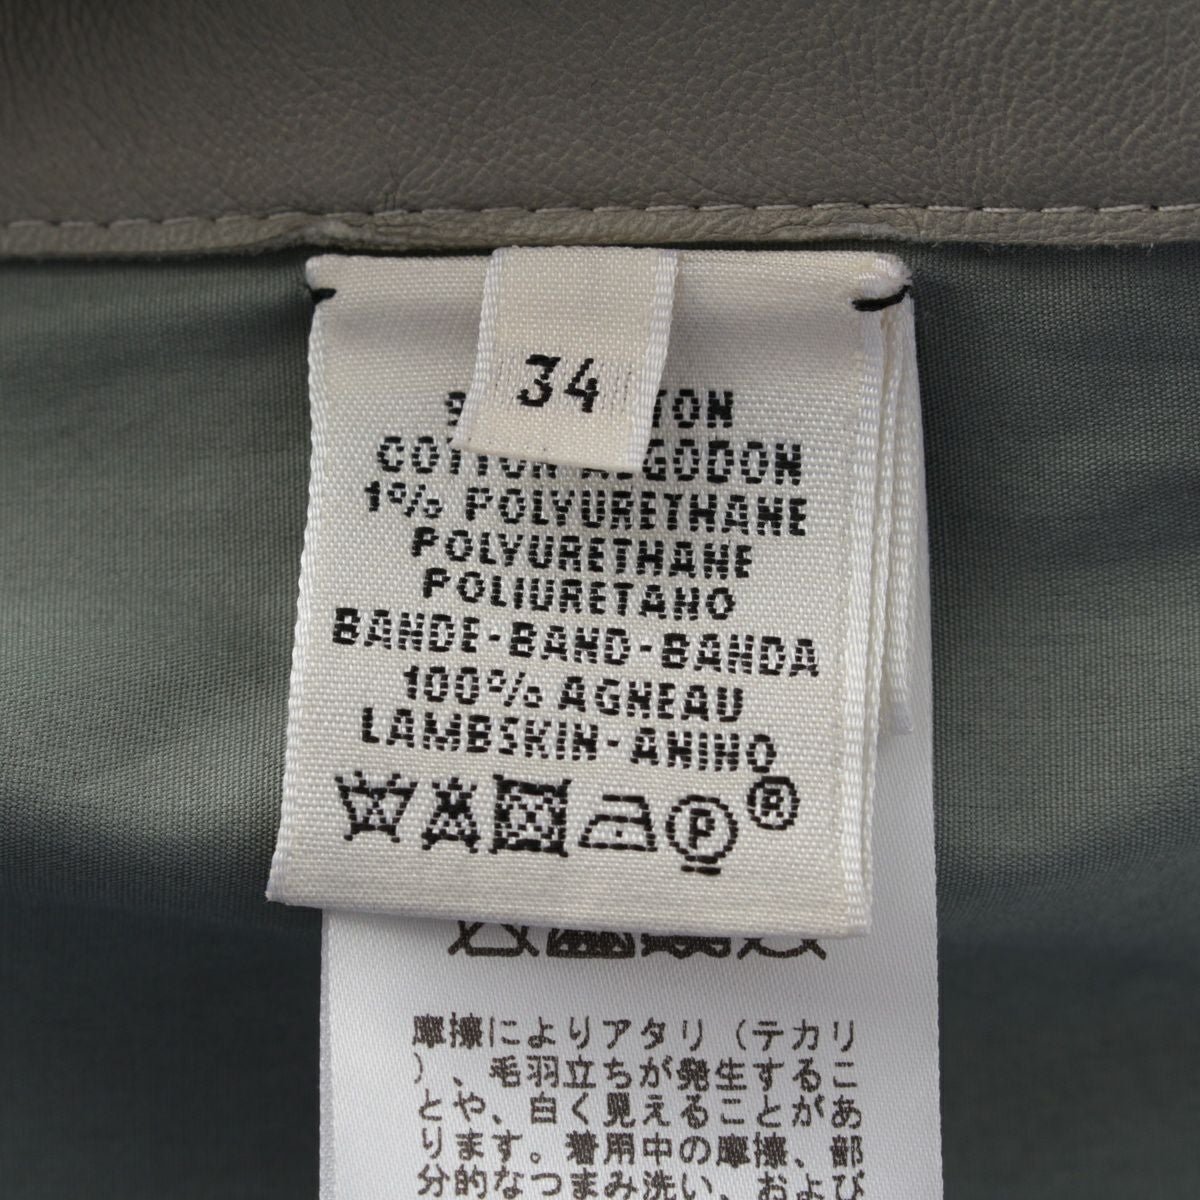 34
COTTON ALGODON
1% POLYURETHANE
POLYURETHANE
POLIURETANO
BANDE-BAND-BANDA
100% AGNEAU
LAMBSKIN-ANINO
P ®
摩擦によりアタリ（テカリ
）、毛羽立ちが発生するこ
とや、白く見えることがあ
ります。着用中の摩擦、部
分的なつまみ洗い、および